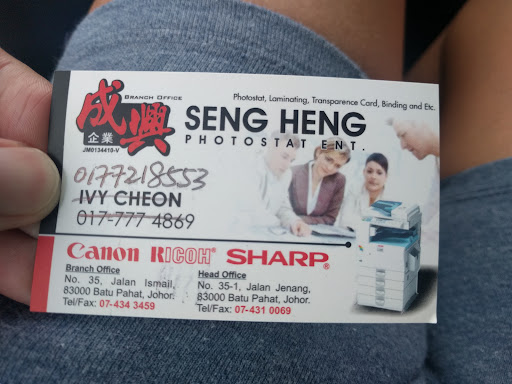 BRANCH OFFICE
成興
企業
JM0134410-V
Photostat, Laminating, Transparence Card, Binding and Etc.
SENG HENG
PHOTOSTAT ENT.
0177218553
IVY CHEON
017-777 4869
Canon RICOH SHARP
Branch Office
No. 35, Jalan Ismail,
83000 Batu Pahat, Johor.
Tel/Fax: 07-434 3459
Head Office
No. 35-1, Jalan Jenang,
83000 Batu Pahat, Johor.
Tel/Fax: 07-431 0069